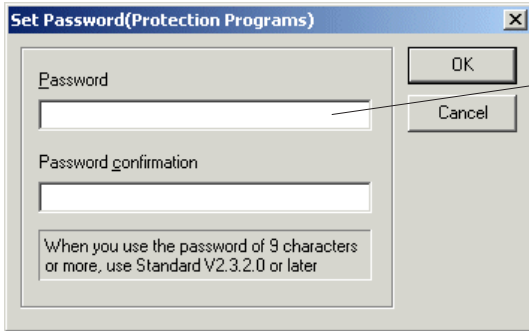 Set Password(Protection Programs)
Password
OK
Cancel
Password confirmation
When you use the password of 9 characters
or more, use Standard V2.3.2.0 or later